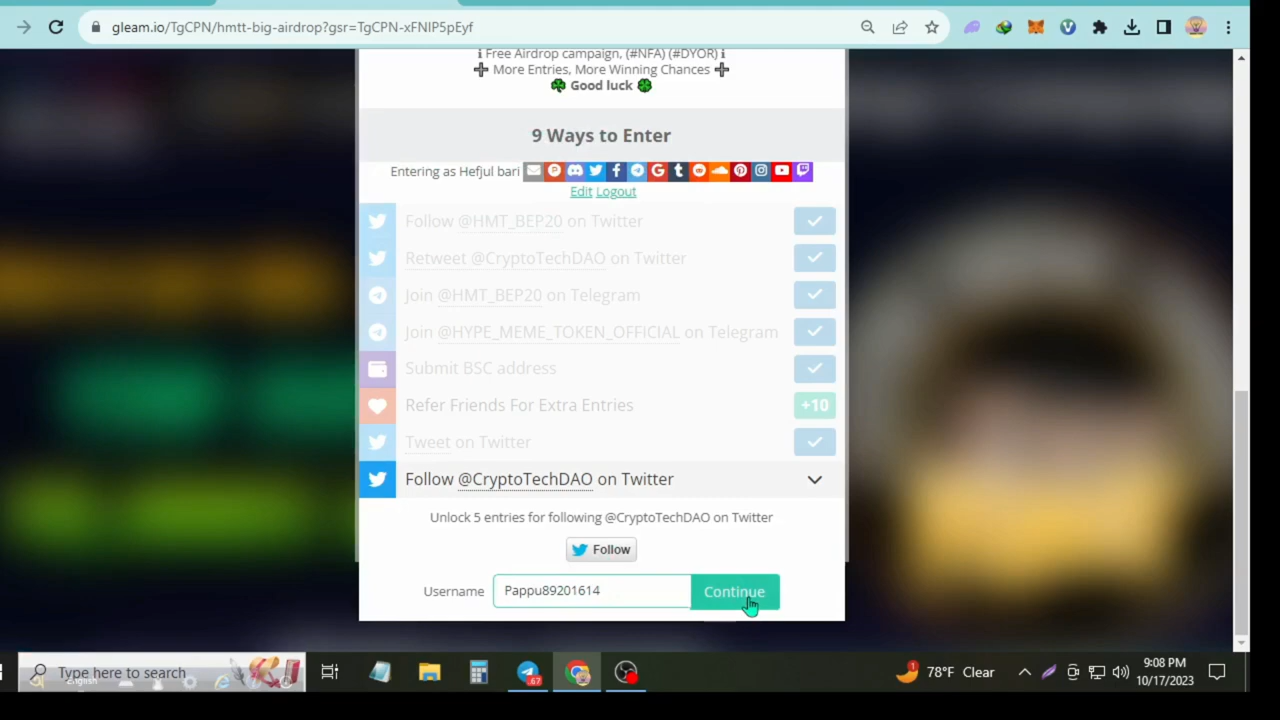 gleam.io/TgCPN/hmtt-big-airdrop?gsr=TgCPN-xFNIP5pEyf
ℹ Free Airdrop campaign, (#NFA) (#DYOR) ℹ
➕ More Entries, More Winning Chances ➕
🍀 Good luck 🍀
9 Ways to Enter
Entering as Hefjul bari
Edit Logout
Follow @HMT_BEP20 on Twitter
Retweet @CryptoTechDAO on Twitter
Join @HMT_BEP20 on Telegram
Join @HYPE_MEME_TOKEN_OFFICIAL on Telegram
Submit BSC address
Refer Friends For Extra Entries +10
Tweet on Twitter
Follow @CryptoTechDAO on Twitter
Unlock 5 entries for following @CryptoTechDAO on Twitter
Follow
Username Pappu89201614 Continue
Type here to search
English
67
1
78°F Clear
9:08 PM
10/17/2023